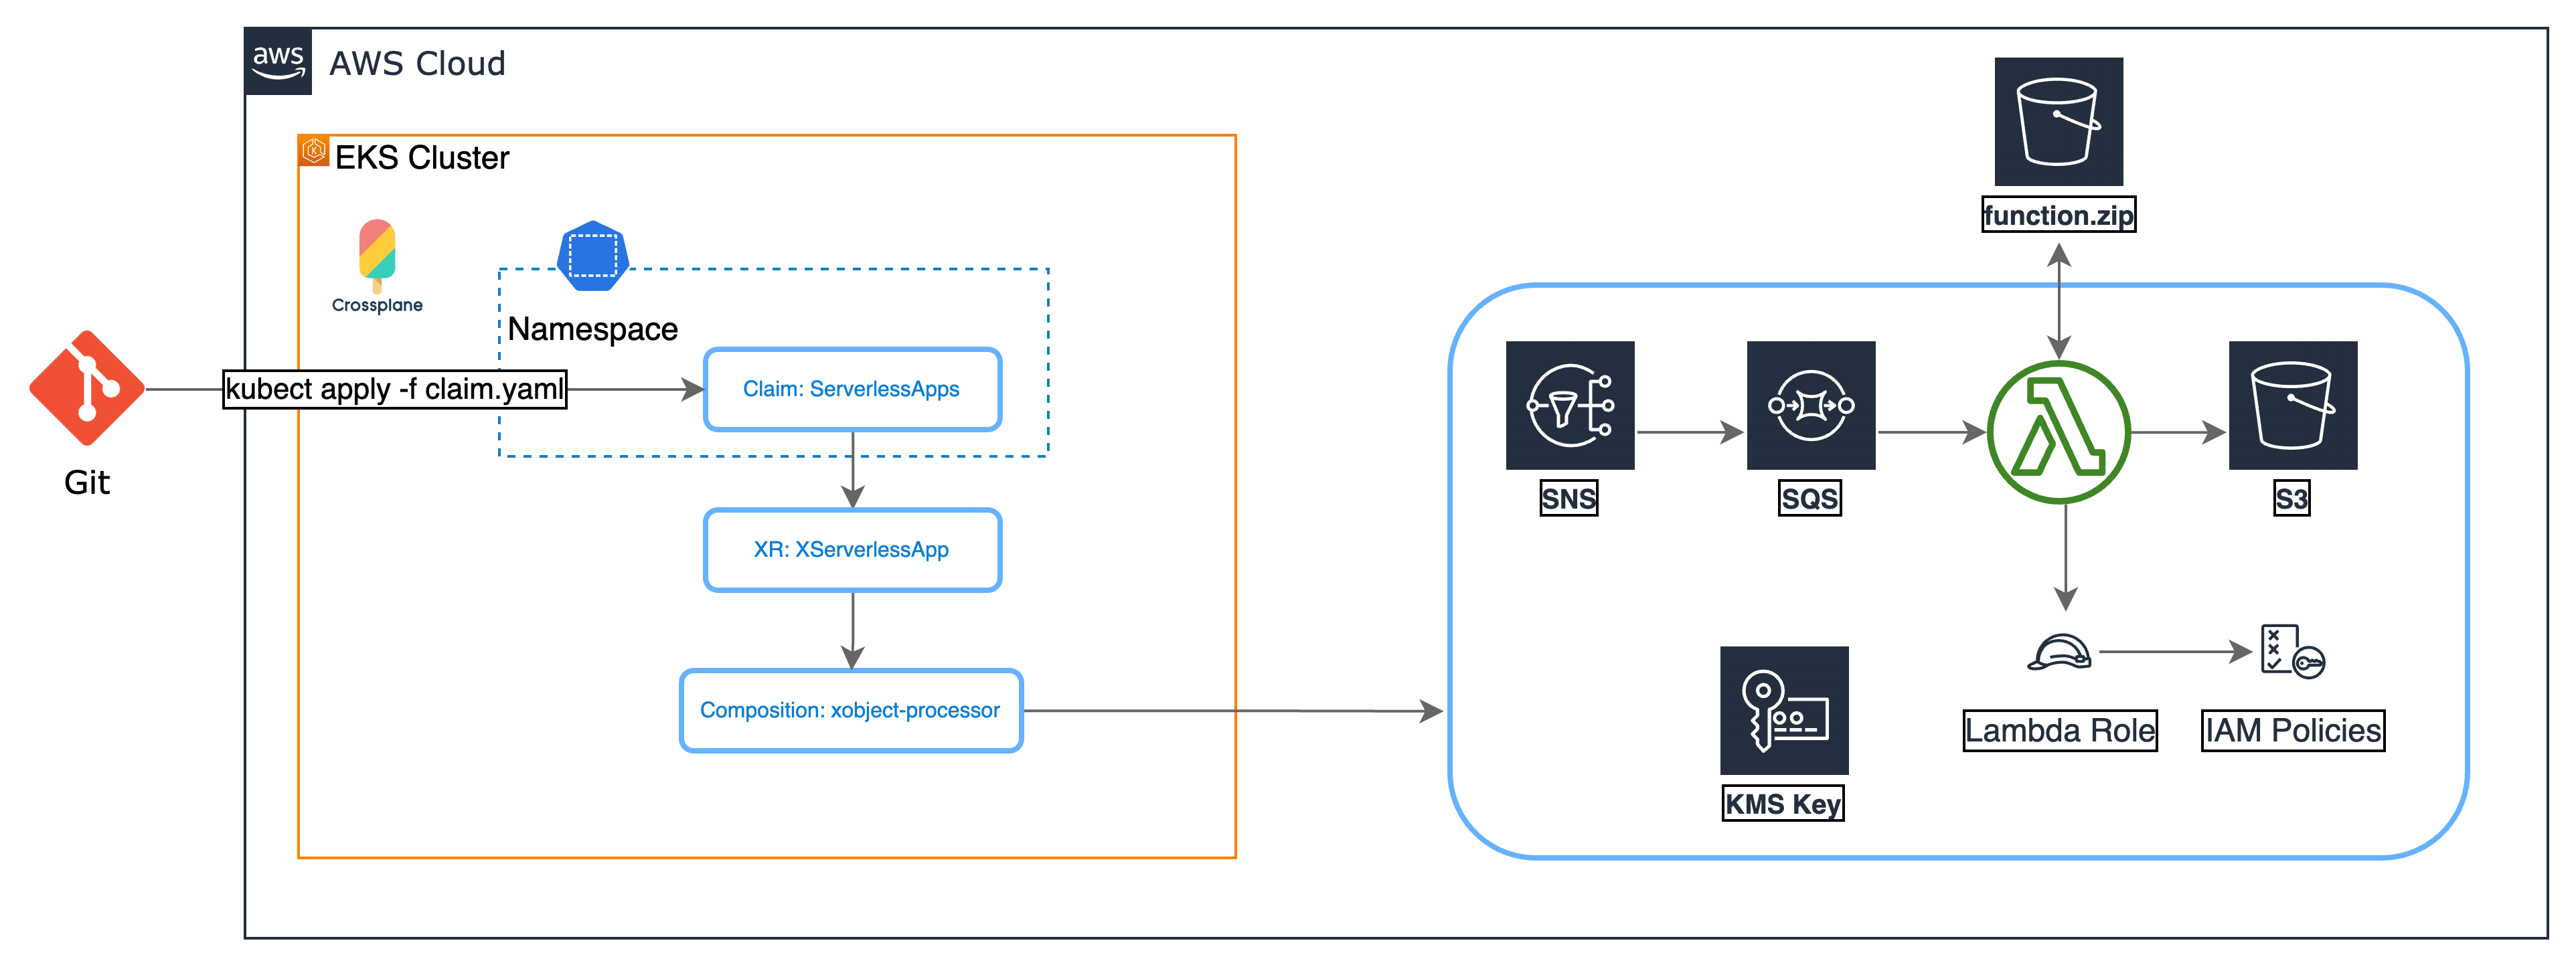 aws
AWS Cloud
EKS Cluster
Crossplane
Namespace
Git
kubect apply -f claim.yaml
Claim: ServerlessApps
XR: XServerlessApp
Composition: xobject-processor
function.zip
SNS
SQS
S3
KMS Key
Lambda Role
IAM Policies